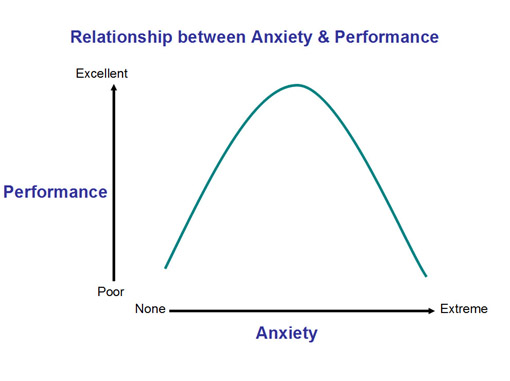 Relationship between Anxiety & Performance
Excellent
Performance
Poor
None
Extreme
Anxiety